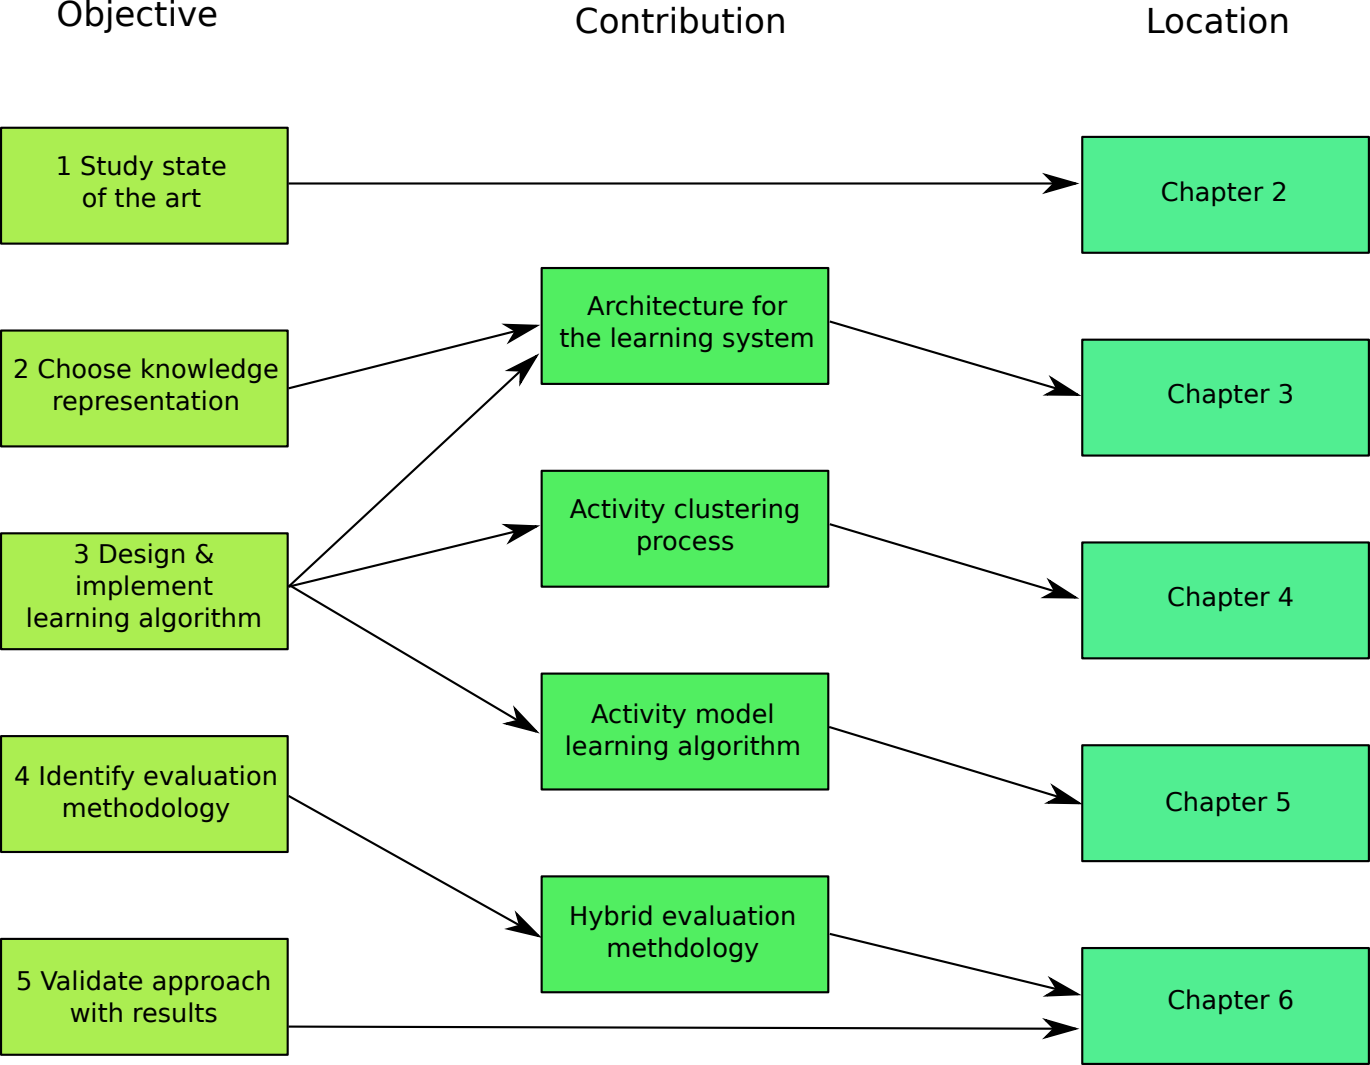 Objective
Contribution
Location
1 Study state
of the art
Chapter 2
Architecture for
the learning system
2 Choose knowledge
representation
Chapter 3
Activity clustering
process
3 Design &
implement
learning algorithm
Chapter 4
Activity model
learning algorithm
4 Identify evaluation
methodology
Chapter 5
Hybrid evaluation
methdology
5 Validate approach
with results
Chapter 6